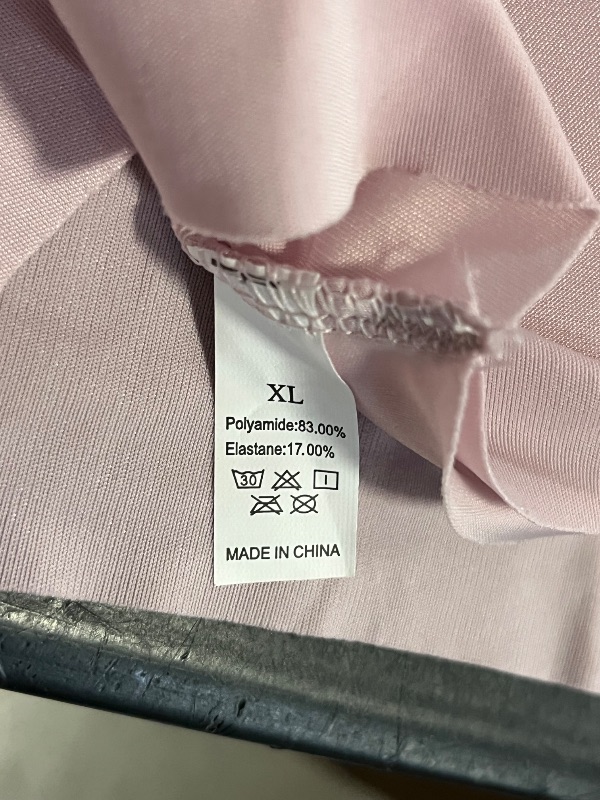 XL
Polyamide:83.00%
Elastane:17.00%
30
MADE IN CHINA